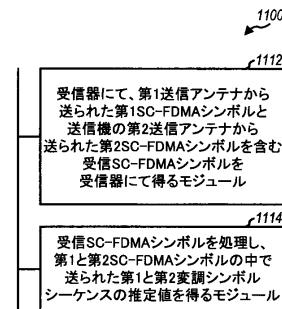 1100
1112
受信器にて、第1送信アンテナから
送られた第1SC-FDMAシンボルと
送信機の第2送信アンテナから
送られた第2SC-FDMAシンボルを含む
受信SC-FDMAシンボルを
受信器にて得るモジュール
1114
受信SC-FDMAシンボルを処理し、
第1と第2SC-FDMAシンボルの中で
送られた第1と第2変調シンボル
シーケンスの推定値を得るモジュール